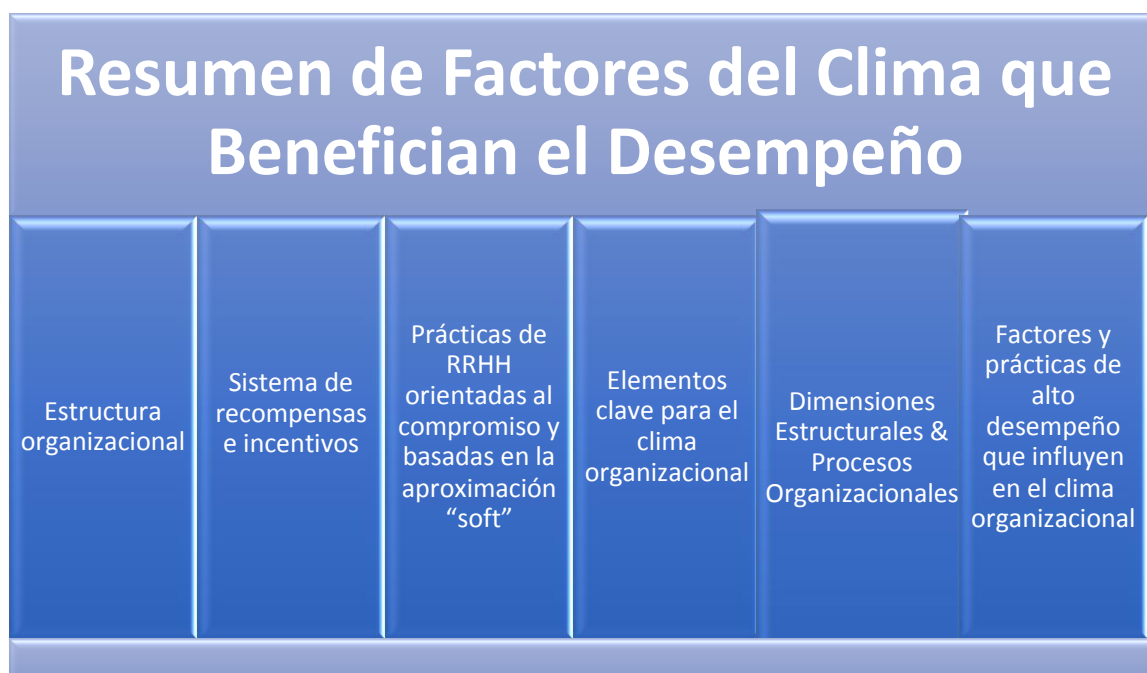 Resumen de Factores del Clima que
Benefician el Desempeño
Estructura
organizacional
Sistema de
recompensas
e incentivos
Prácticas de
RRHH
orientadas al
compromiso y
basadas en la
aproximación
“soft”
Elementos
clave para el
clima
organizacional
Dimensiones
Estructurales &
Procesos
Organizacionales
Factores y
prácticas de
alto
desempeño
que influyen
en el clima
organizacional